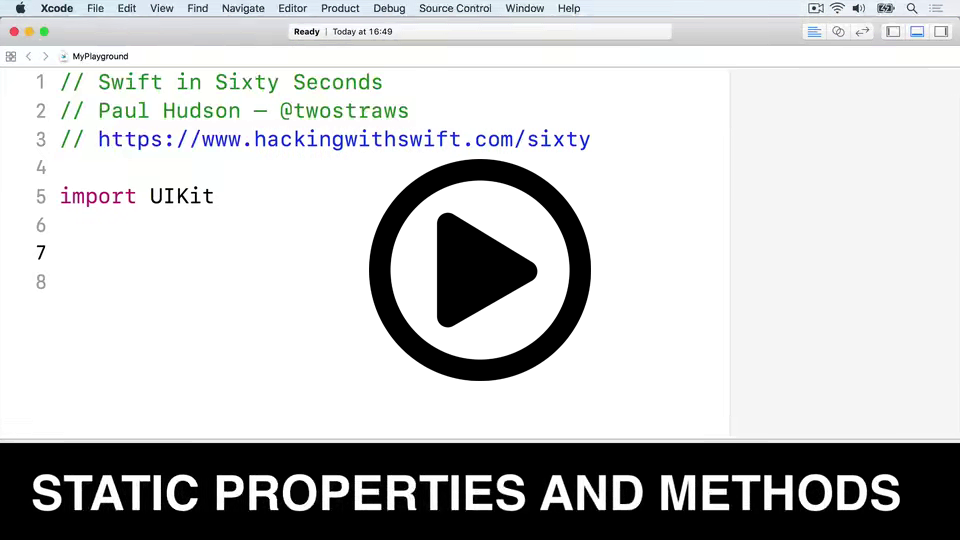 Xcode File Edit View Find Navigate Editor Product Debug Source Control Window Help
Ready | Today at 16:49
MyPlayground
1 // Swift in Sixty Seconds
2 // Paul Hudson — @twostraws
3 // https://www.hackingwithswift.com/sixty
4
5 import UIKit
6
7
8
STATIC PROPERTIES AND METHODS